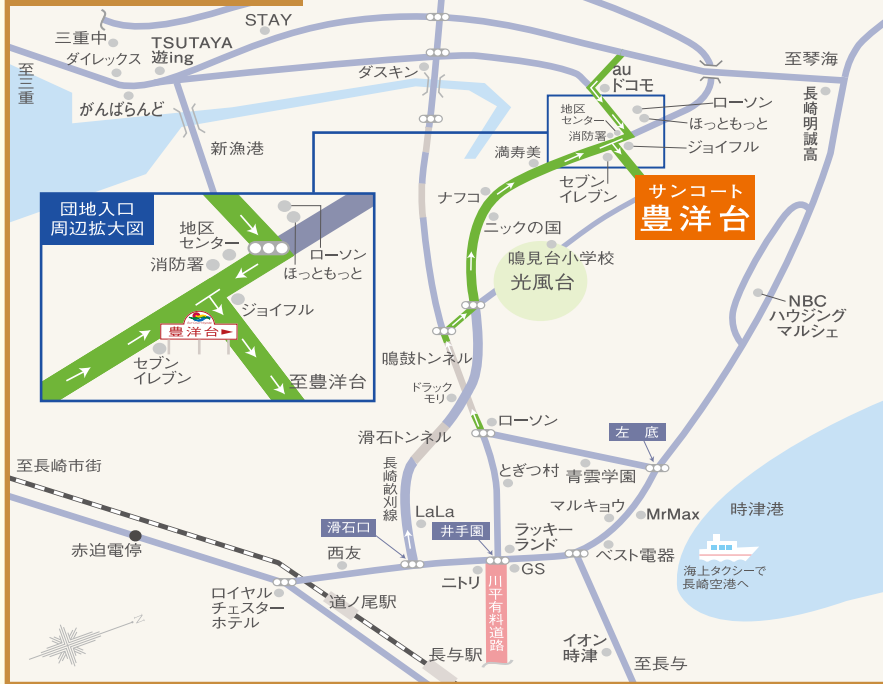 STAY
三重中
TSUTAYA
遊ing
ダイレックス
至三重
がんばらんど
新漁港
ダスキン
au
ドコモ
至琴海
長崎明誠高
地区
センター
消防署
ローソン
ほっともっと
ジョイフル
満寿美
セブン
イレブン
ナフコ
ニックの国
サンコート
豊洋台
鳴見台小学校
光風台
団地入口
周辺拡大図
地区
センター
消防署
ローソン
ほっともっと
ジョイフル
豊洋台
セブン
イレブン
至豊洋台
NBC
ハウジング
マルシェ
鳴鼓トンネル
ドラック
モリ
滑石トンネル
ローソン
左底
至長崎市街
長崎畝刈線
とぎつ村
青雲学園
マルキョウ
MrMax
時津港
LaLa
滑石口
井手園
ラッキー
ランド
ベスト電器
海上タクシーで
長崎空港へ
赤迫電停
西友
ニトリ
GS
川平有料道路
ロイヤル
チェスター
ホテル
道ノ尾駅
長与駅
イオン
時津
至長与
N